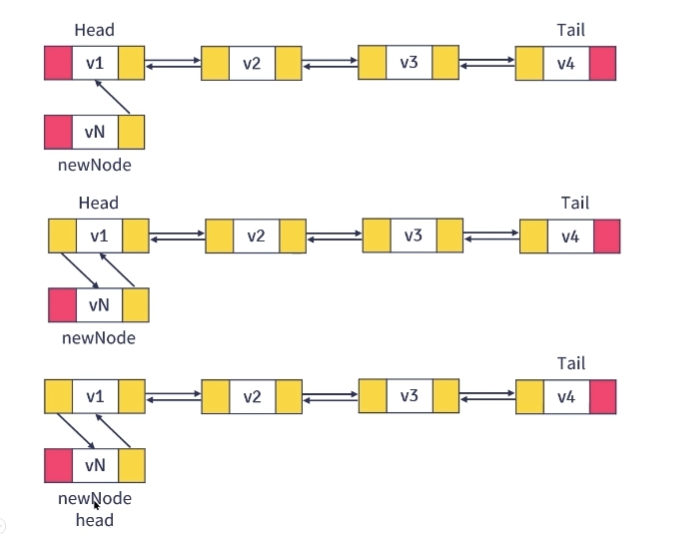 Head Tail
v1 v2 v3 v4
vN
newNode
Head Tail
v1 v2 v3 v4
vN
newNode
Tail
v1 v2 v3 v4
vN
newNode
head